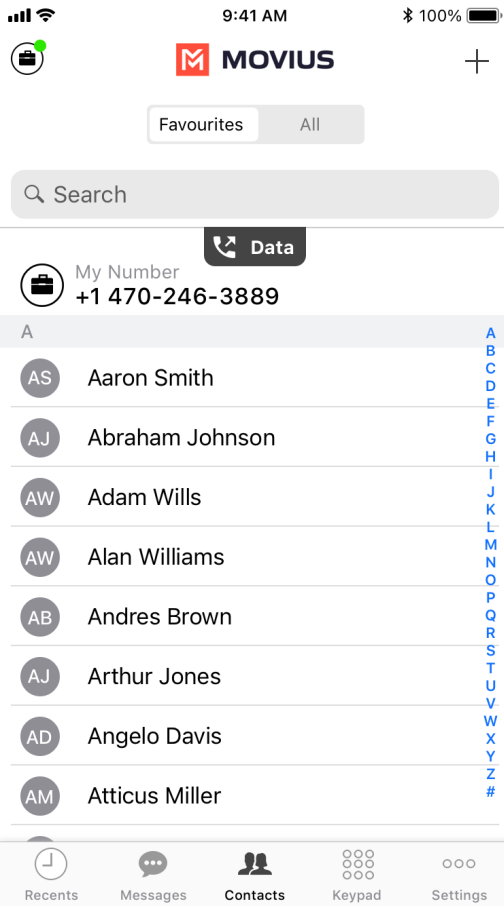 9:41 AM
100%
MOVIUS
Favourites All
Search
Data
My Number
+1 470-246-3889
A
AS Aaron Smith
AJ Abraham Johnson
AW Adam Wills
AW Alan Williams
AB Andres Brown
AJ Arthur Jones
AD Angelo Davis
AM Atticus Miller
A
B
C
D
E
F
G
H
I
J
K
L
M
N
O
P
Q
R
S
T
U
V
W
X
Y
Z
#
Recents Messages Contacts Keypad Settings